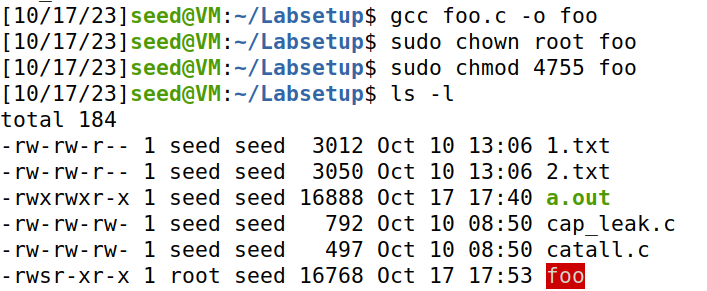 [10/17/23]seed@VM:~/Labsetup$ gcc foo.c -o foo
[10/17/23]seed@VM:~/Labsetup$ sudo chown root foo
[10/17/23]seed@VM:~/Labsetup$ sudo chmod 4755 foo
[10/17/23]seed@VM:~/Labsetup$ ls -l
total 184
-rw-rw-r-- 1 seed seed  3012 Oct 10 13:06 1.txt
-rw-rw-r-- 1 seed seed  3050 Oct 10 13:06 2.txt
-rwxrwxr-x 1 seed seed 16888 Oct 17 17:40 a.out
-rw-rw-rw- 1 seed seed   792 Oct 10 08:50 cap_leak.c
-rw-rw-rw- 1 seed seed   497 Oct 10 08:50 catall.c
-rwsr-xr-x 1 root seed 16768 Oct 17 17:53 foo